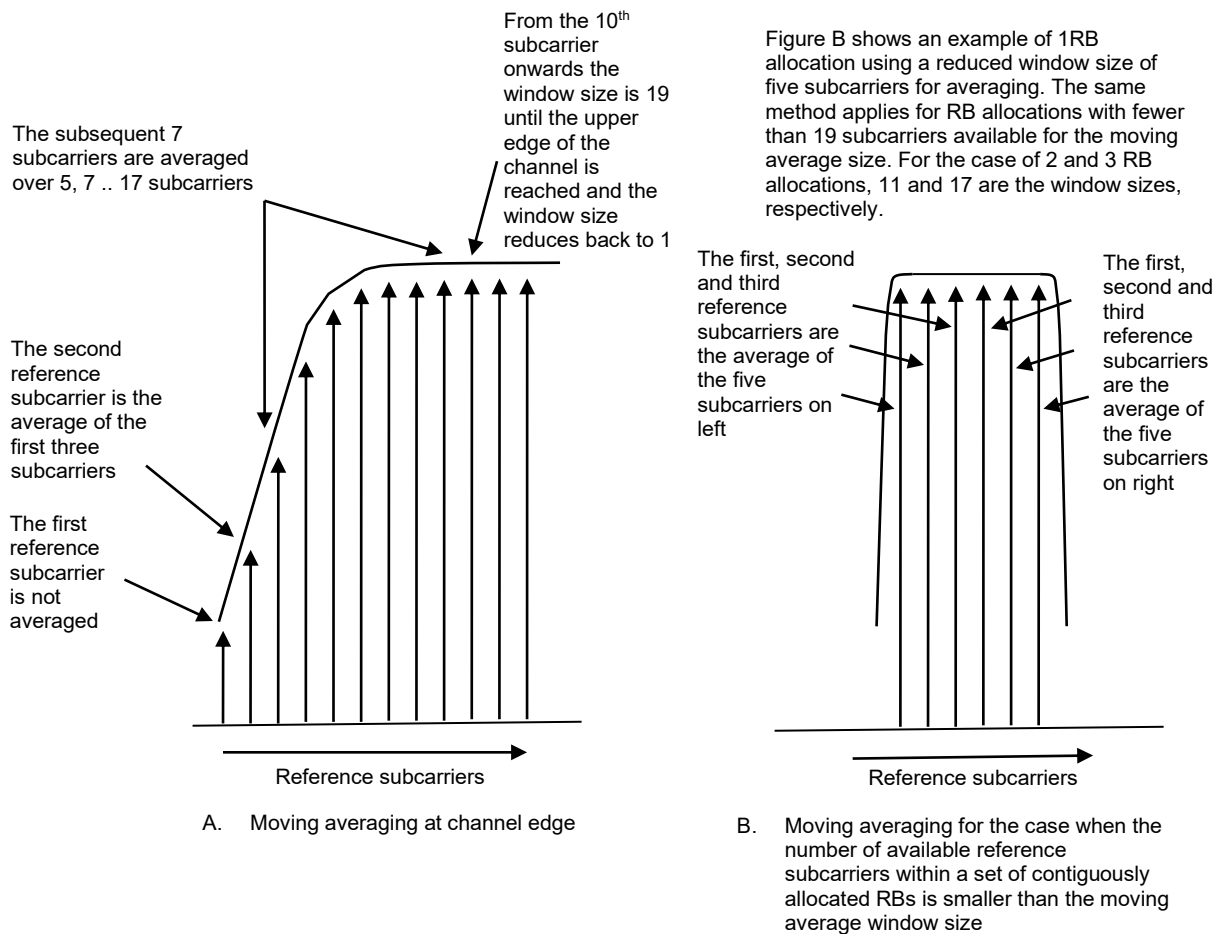 From the 10th
subcarrier
onwards the
window size is 19
until the upper
edge of the
channel is
reached and the
window size
reduces back to 1
The subsequent 7
subcarriers are averaged
over 5, 7 .. 17 subcarriers
The second
reference
subcarrier is the
average of the
first three
subcarriers
The first
reference
subcarrier
is not
averaged
Reference subcarriers
A. Moving averaging at channel edge
Figure B shows an example of 1RB
allocation using a reduced window size of
five subcarriers for averaging. The same
method applies for RB allocations with fewer
than 19 subcarriers available for the moving
average size. For the case of 2 and 3 RB
allocations, 11 and 17 are the window sizes,
respectively.
The first, second
and third
reference
subcarriers are
the average of
the five
subcarriers on
left
The first,
second and
third
reference
subcarriers
are the
average of
the five
subcarriers
on right
Reference subcarriers
B. Moving averaging for the case when the
number of available reference
subcarriers within a set of contiguously
allocated RBs is smaller than the moving
average window size